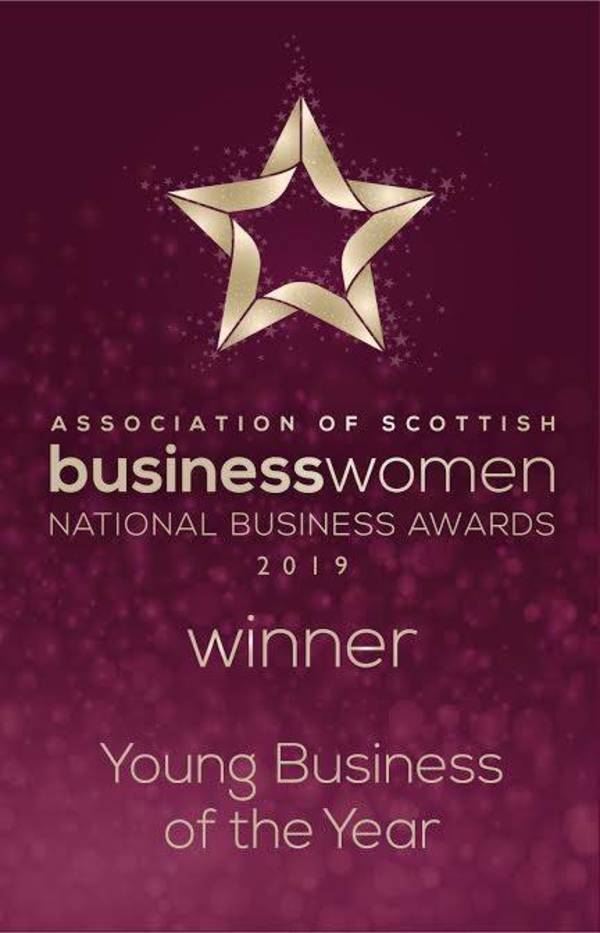 ASSOCIATION OF SCOTTISH
businesswomen
NATIONAL BUSINESS AWARDS
2019
winner
Young Business
of the Year